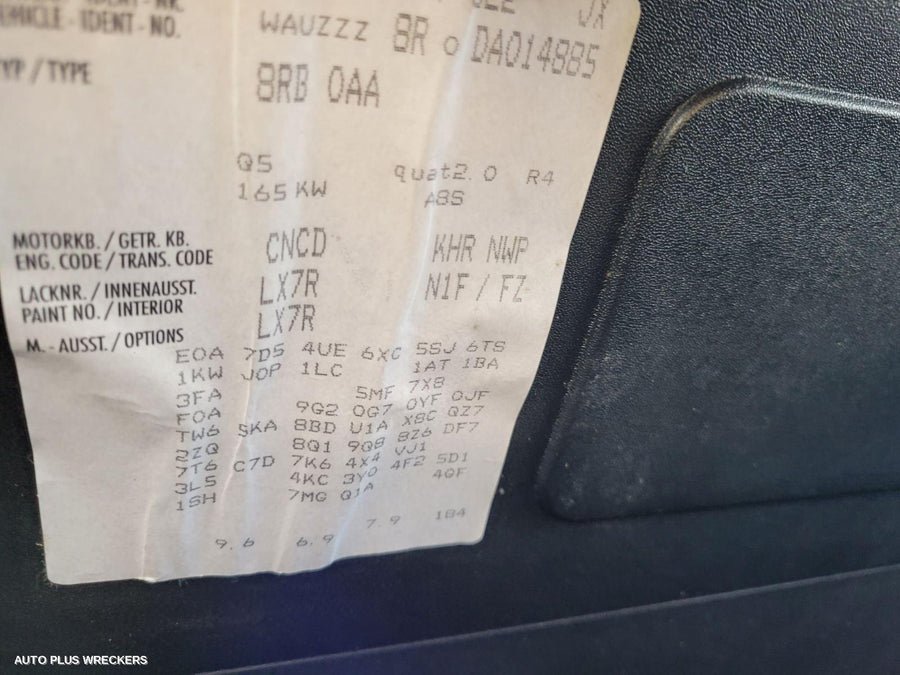 VEHICLE - IDENT - NO. WAUZZZ 8R 0 DA014885
TYP / TYPE 8RB 0AA
Q5 quat2.0 R4
165 KW A8S
MOTORKB. / GETR. KB.
ENG. CODE / TRANS. CODE CNCD KHR NWP
LACKNR. / INNENAUSST. LX7R N1F / FZ
PAINT NO. / INTERIOR LX7R
M. - AUSST. / OPTIONS
E0A 7D5 4UE 6XC 5SJ 6TS
1KW J0P 1LC 1AT 1BA
3FA 5MF 7X8
F0A 9G2 0G7 0YF 0JF
TW6 5KA 8BD U1A X8C QZ7
2ZQ 8Q1 9Q8 8Z6 DF7
7T6 C7D 7K6 4X4 VJ1
3L5 4KC 3Y0 4F2 5D1
1SH 7MG Q1A 4GF
9.6 6.9 7.9 184
AUTO PLUS WRECKERS